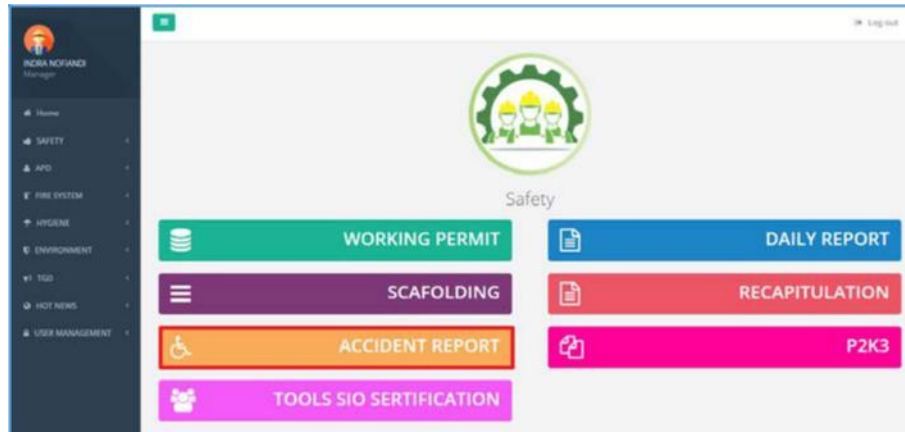 Log out
INDRA NOFIANDI
Manager
Home
SAFETY
APD
FIRE SYSTEM
HYGIENE
ENVIRONMENT
TGD
HOT NEWS
USER MANAGEMENT
Safety
WORKING PERMIT
DAILY REPORT
SCAFOLDING
RECAPITULATION
ACCIDENT REPORT
P2K3
TOOLS SIO SERTIFICATION